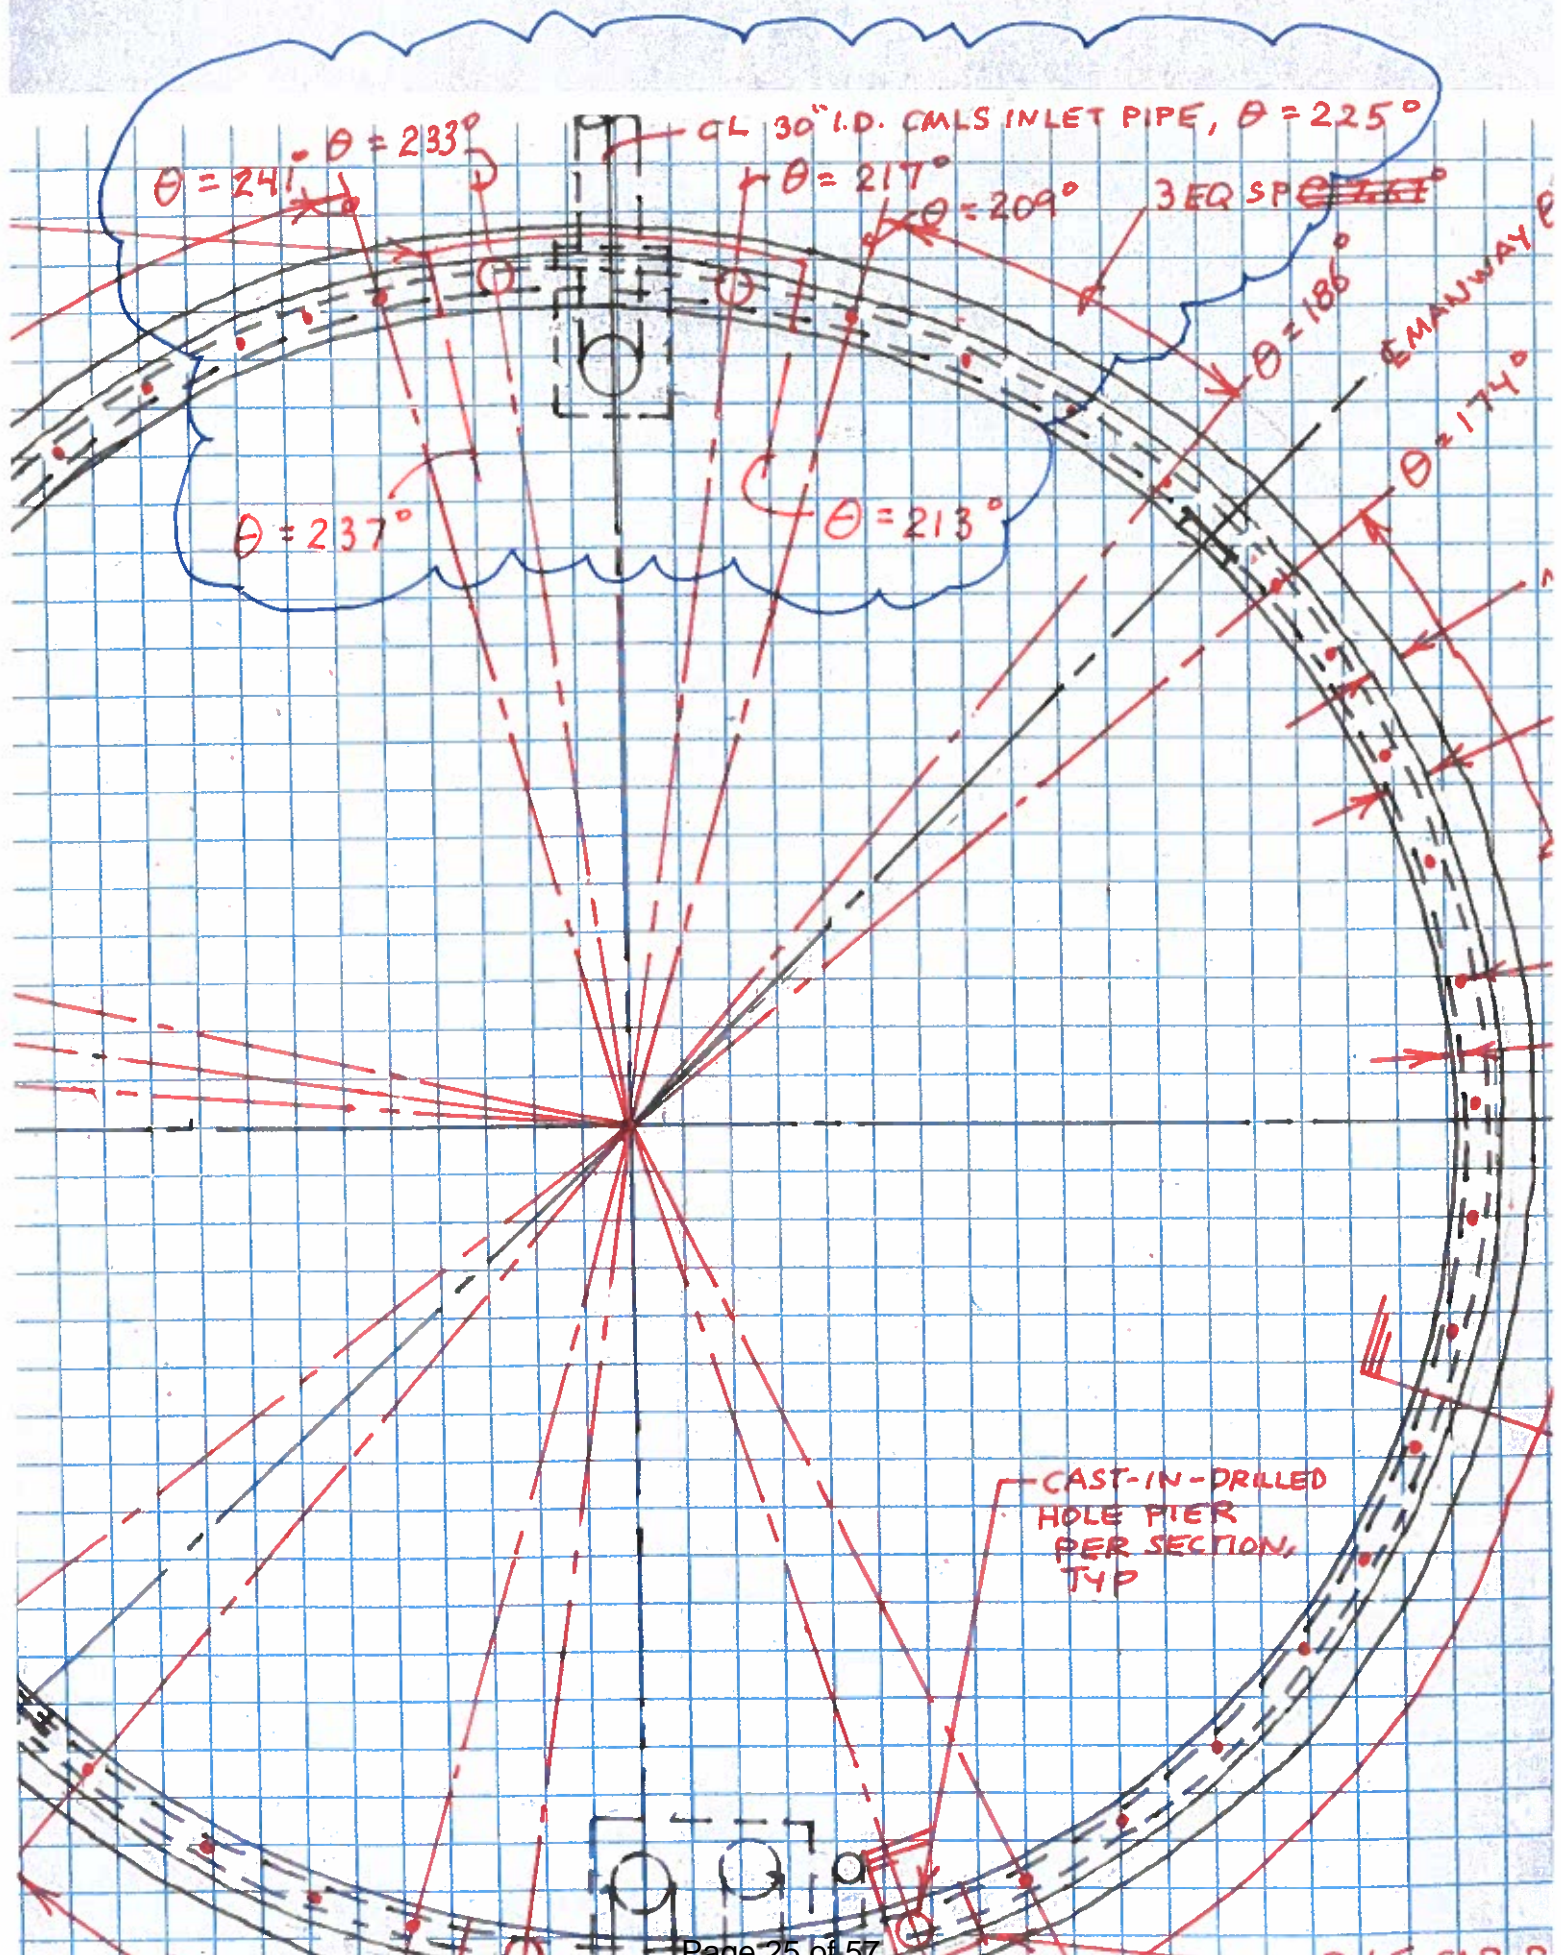 CL 30" I.D. CMLS INLET PIPE, θ = 225°
θ = 233°
θ = 241°
θ = 217°
θ = 209°
3 EQ SP
θ = 186°
℄ MANWAY
θ = 174°
θ = 237°
θ = 213°
CAST-IN-DRILLED
HOLE PIER
PER SECTION,
TYP
Page 25 of 57